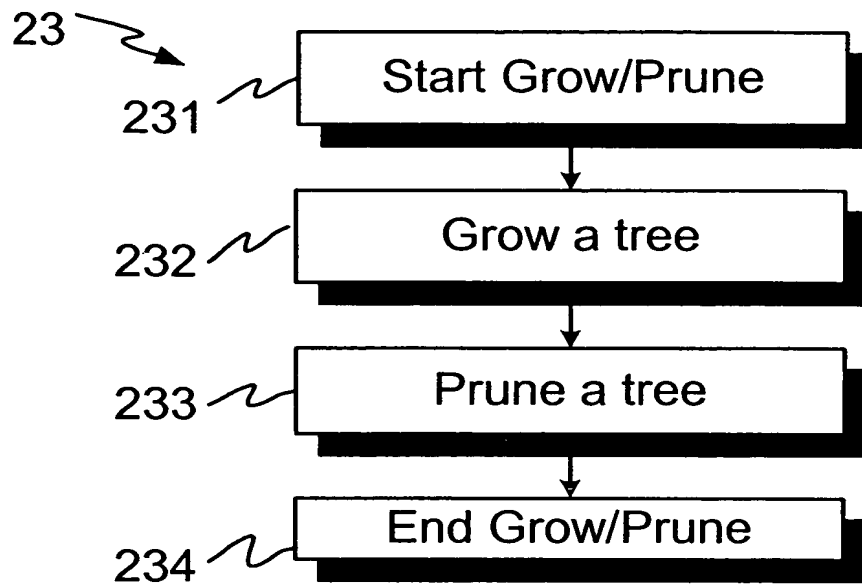 23
Start Grow/Prune
231
Grow a tree
232
Prune a tree
233
End Grow/Prune
234